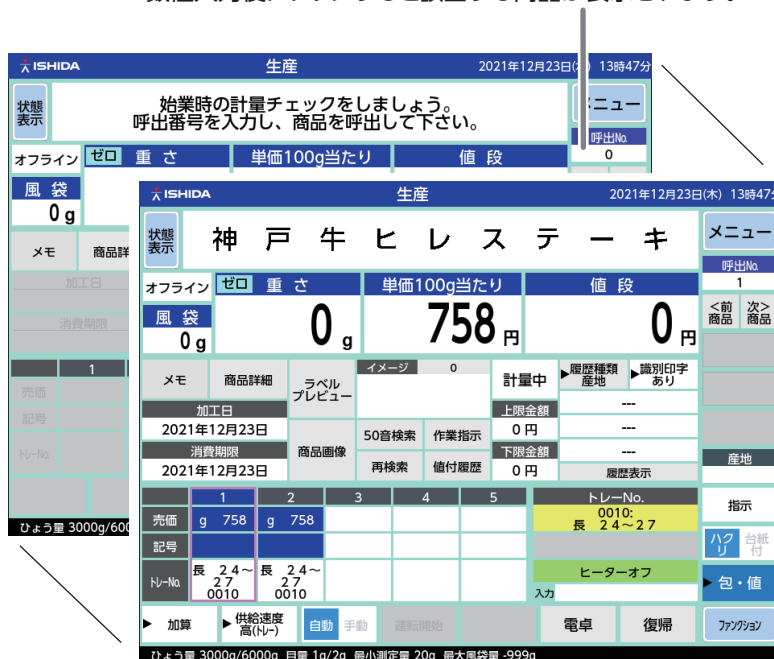 数値入力後にタッチすると該当する商品が表示されます。
ISHIDA 生産 2021年12月23日(木) 13時47分
状態表示
始業時の計量チェックをしましょう。
呼出番号を入力し、商品を呼出して下さい。
メニュー
呼出No.
0
オフライン ゼロ 重さ 単価100g当たり 値段
風袋
0g
メモ 商品詳
加工日
消費期限
1
売価
記号
トレーNo.
ひょう量 3000g/600
ISHIDA 生産 2021年12月23日(木) 13時47分
状態表示 神戸牛ヒレステーキ メニュー
呼出No.
1
オフライン ゼロ 重さ 単価100g当たり 値段
<前商品 次>商品
風袋
0g 0g 758円 0円
メモ 商品詳細 ラベルプレビュー イメージ 0 計量中 ▶履歴種類産地 ▶識別印字あり
加工日 上限金額 ---
2021年12月23日 50音検索 作業指示 0円
消費期限 商品画像 下限金額 ---
2021年12月23日 再検索 値付履歴 0円 履歴表示
産地
1 2 3 4 5 トレーNo.
売価 g 758 g 758 0010:
長 24~27
指示
記号
ハクリ 台紙付
トレーNo. 長 24~27 0010 長 24~27 0010 ヒーターオフ
入力
▶包・値
▶加算 ▶供給速度高(トレー) 自動 手動 運転開始 電卓 復帰 ファンクション
ひょう量 3000g/6000g 目量 1g/2g 最小測定量 20g 最大風袋量 -999g